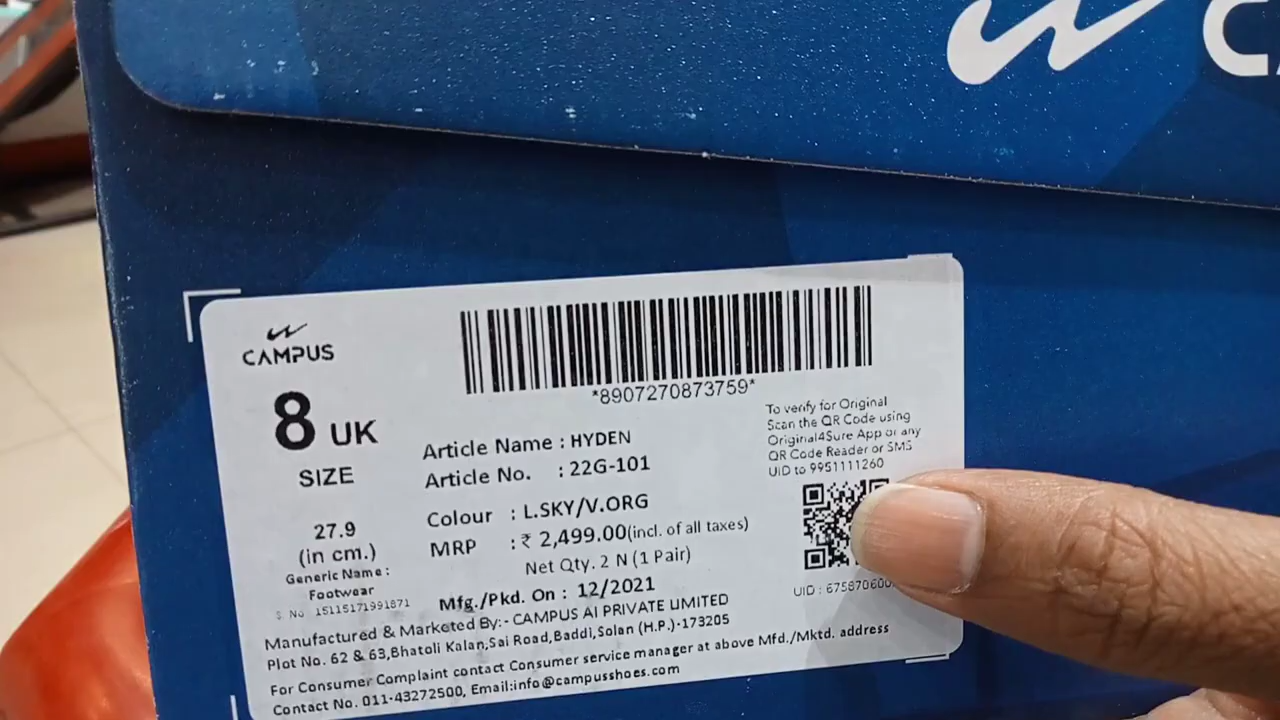 CAMPUS
8 UK
SIZE
27.9
(in cm.)
Generic Name :
Footwear
S. No. 15115171991871
*8907270873759*
Article Name : HYDEN
Article No. : 22G-101
Colour : L.SKY/V.ORG
MRP : ₹ 2,499.00(incl. of all taxes)
Net Qty. 2 N (1 Pair)
Mfg./Pkd. On : 12/2021
To verify for Original
Scan the QR Code using
Original4Sure App or any
QR Code Reader or SMS
UID to 9951111260
UID :
Manufactured & Marketed By:- CAMPUS AI PRIVATE LIMITED
Plot No. 62 & 63,Bhatoli Kalan,Sai Road,Baddi,Solan (H.P.)-173205
For Consumer Complaint contact Consumer service manager at above Mfd./Mktd. address
Contact No. 011-43272500, Email:info@campusshoes.com